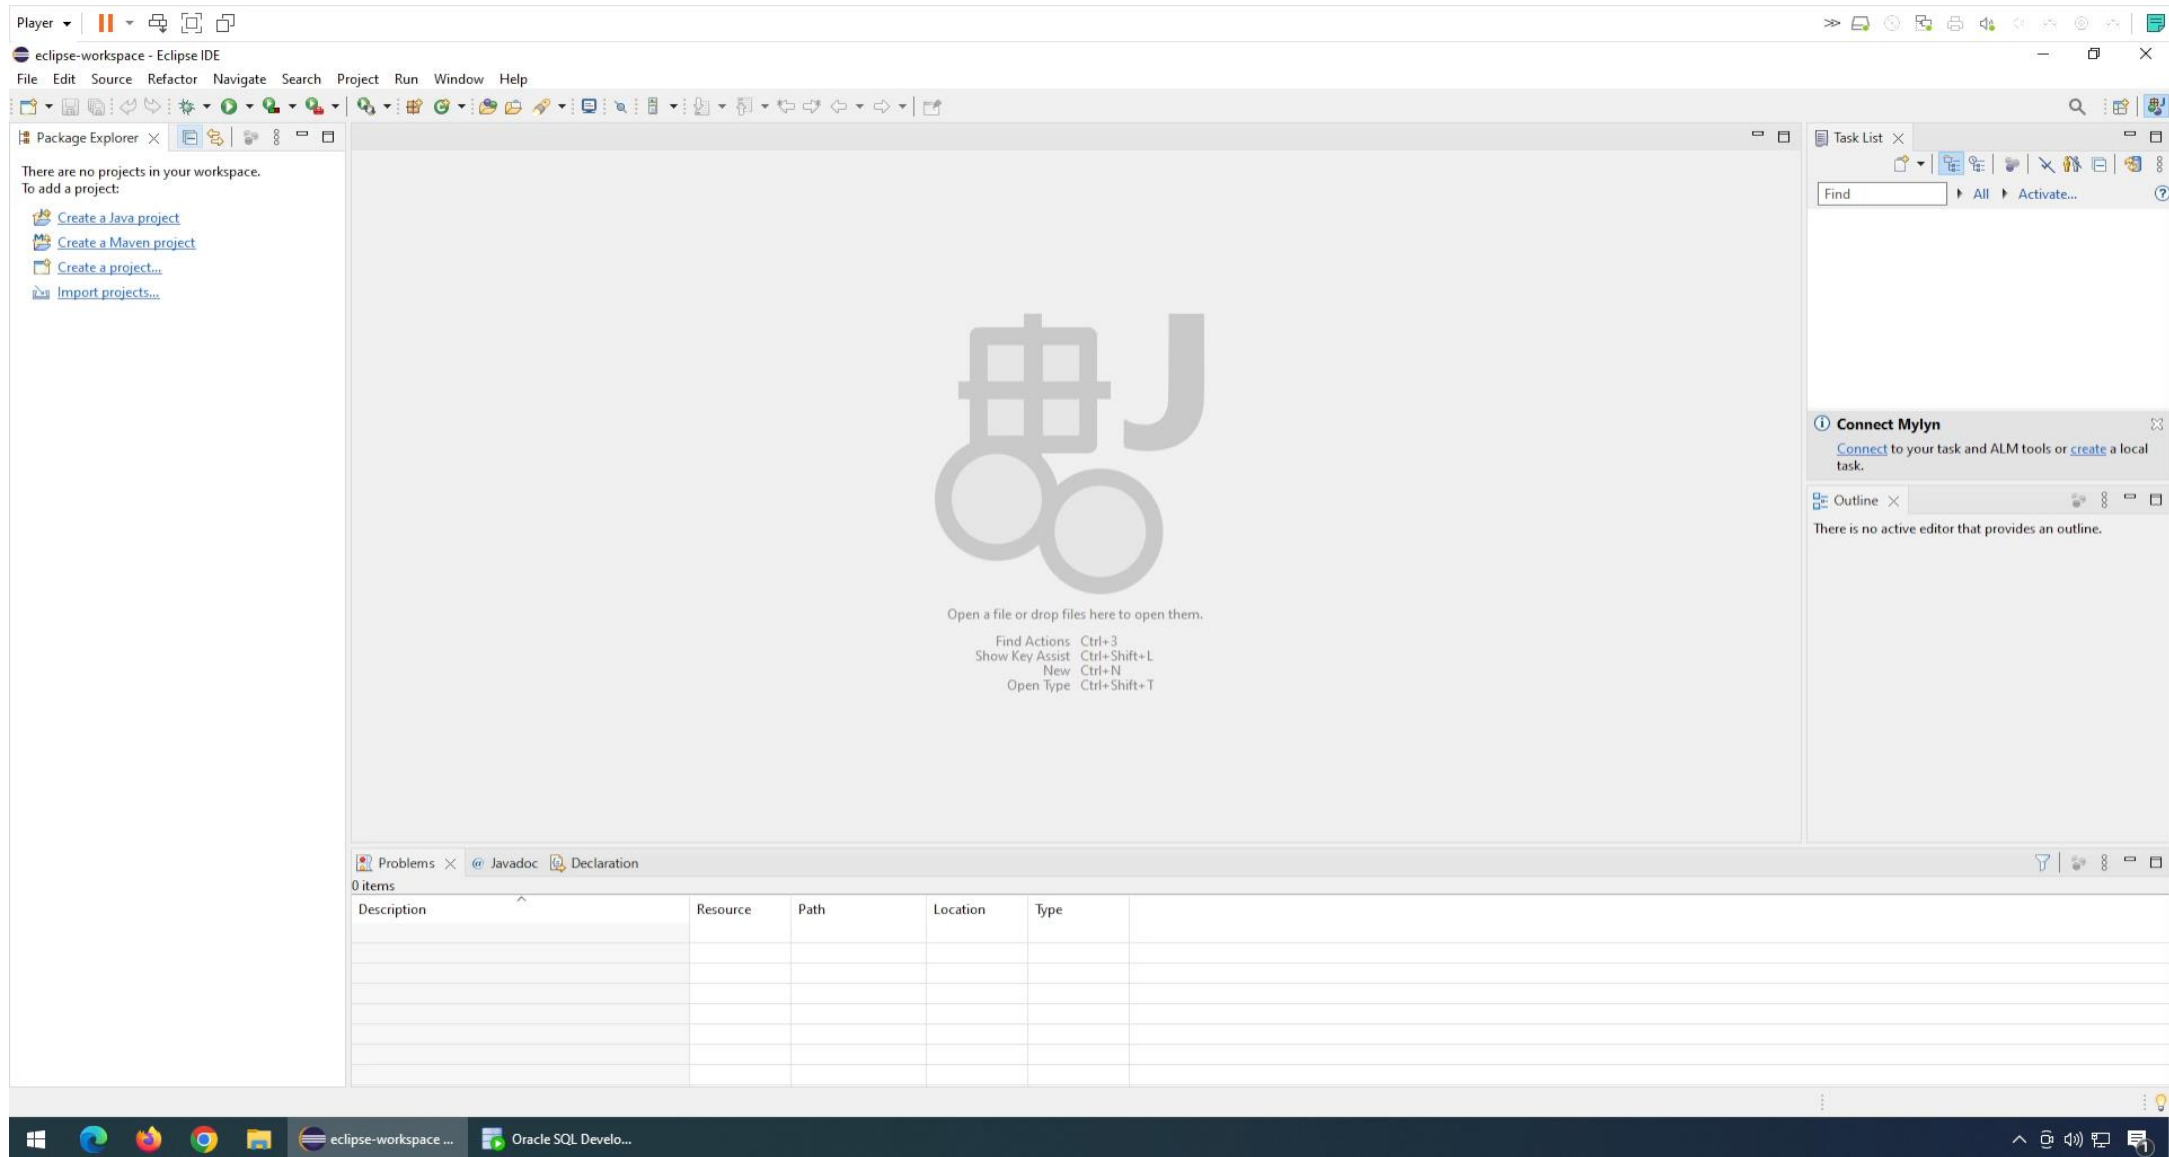 Player
eclipse-workspace - Eclipse IDE
File Edit Source Refactor Navigate Search Project Run Window Help
Package Explorer
There are no projects in your workspace.
To add a project:
Create a Java project
Create a Maven project
Create a project...
Import projects...
Open a file or drop files here to open them.
Find Actions Ctrl+3
Show Key Assist Ctrl+Shift+L
New Ctrl+N
Open Type Ctrl+Shift+T
Task List
Find All Activate...
Connect Mylyn
Connect to your task and ALM tools or create a local
task.
Outline
There is no active editor that provides an outline.
Problems @ Javadoc Declaration
0 items
Description Resource Path Location Type
eclipse-workspace ... Oracle SQL Develo...
1